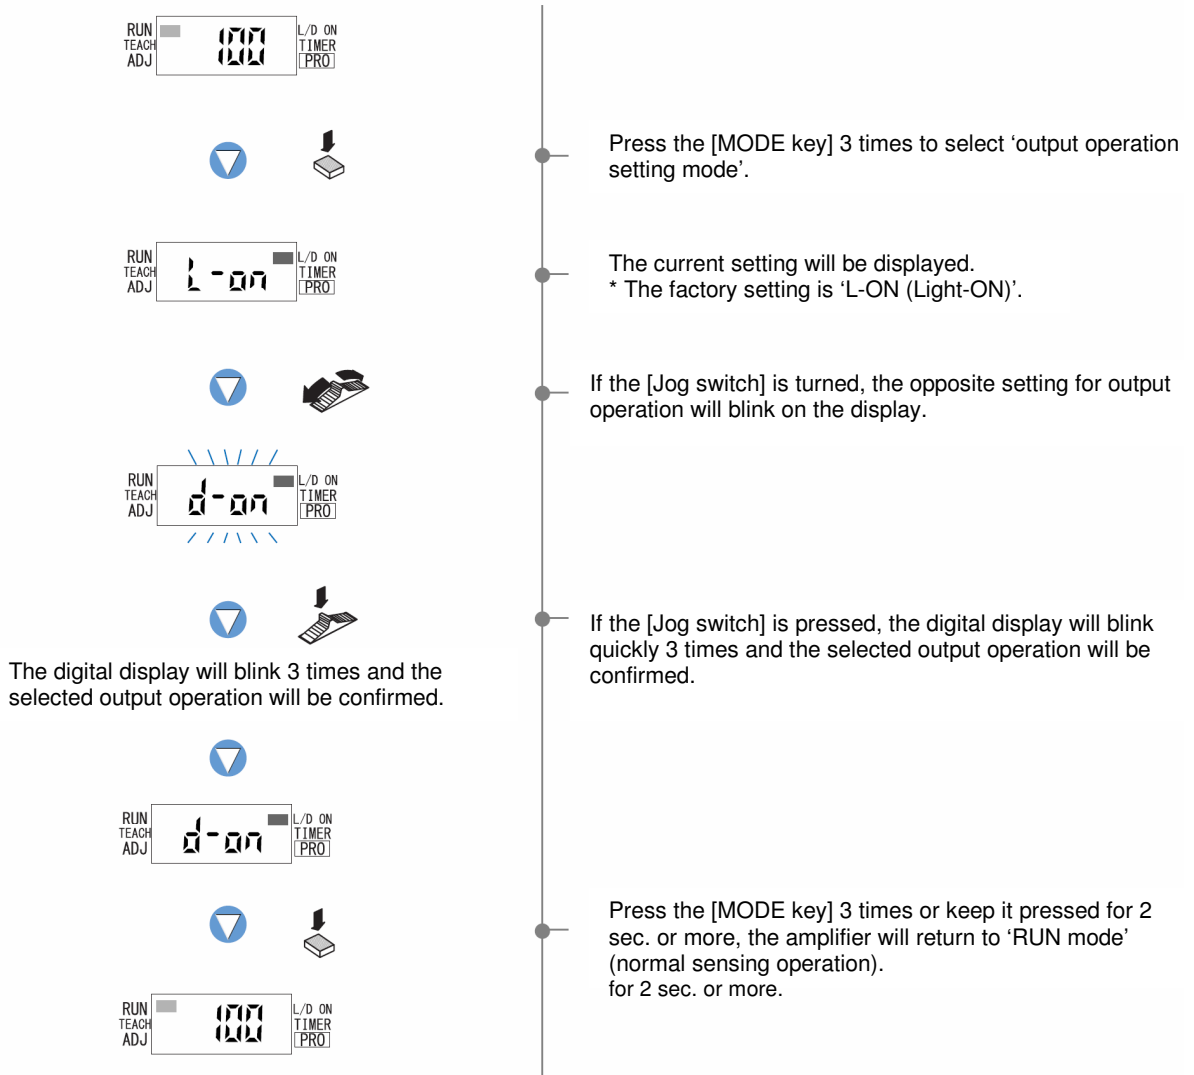 RUN
TEACH
ADJ
100
L/D ON
TIMER
PRO
Press the [MODE key] 3 times to select ‘output operation
setting mode’.
RUN
TEACH
ADJ
L-on
L/D ON
TIMER
PRO
The current setting will be displayed.
* The factory setting is ‘L-ON (Light-ON)’.
If the [Jog switch] is turned, the opposite setting for output
operation will blink on the display.
RUN
TEACH
ADJ
d-on
L/D ON
TIMER
PRO
If the [Jog switch] is pressed, the digital display will blink
quickly 3 times and the selected output operation will be
confirmed.
The digital display will blink 3 times and the
selected output operation will be confirmed.
RUN
TEACH
ADJ
d-on
L/D ON
TIMER
PRO
Press the [MODE key] 3 times or keep it pressed for 2
sec. or more, the amplifier will return to ‘RUN mode’
(normal sensing operation).
for 2 sec. or more.
RUN
TEACH
ADJ
100
L/D ON
TIMER
PRO